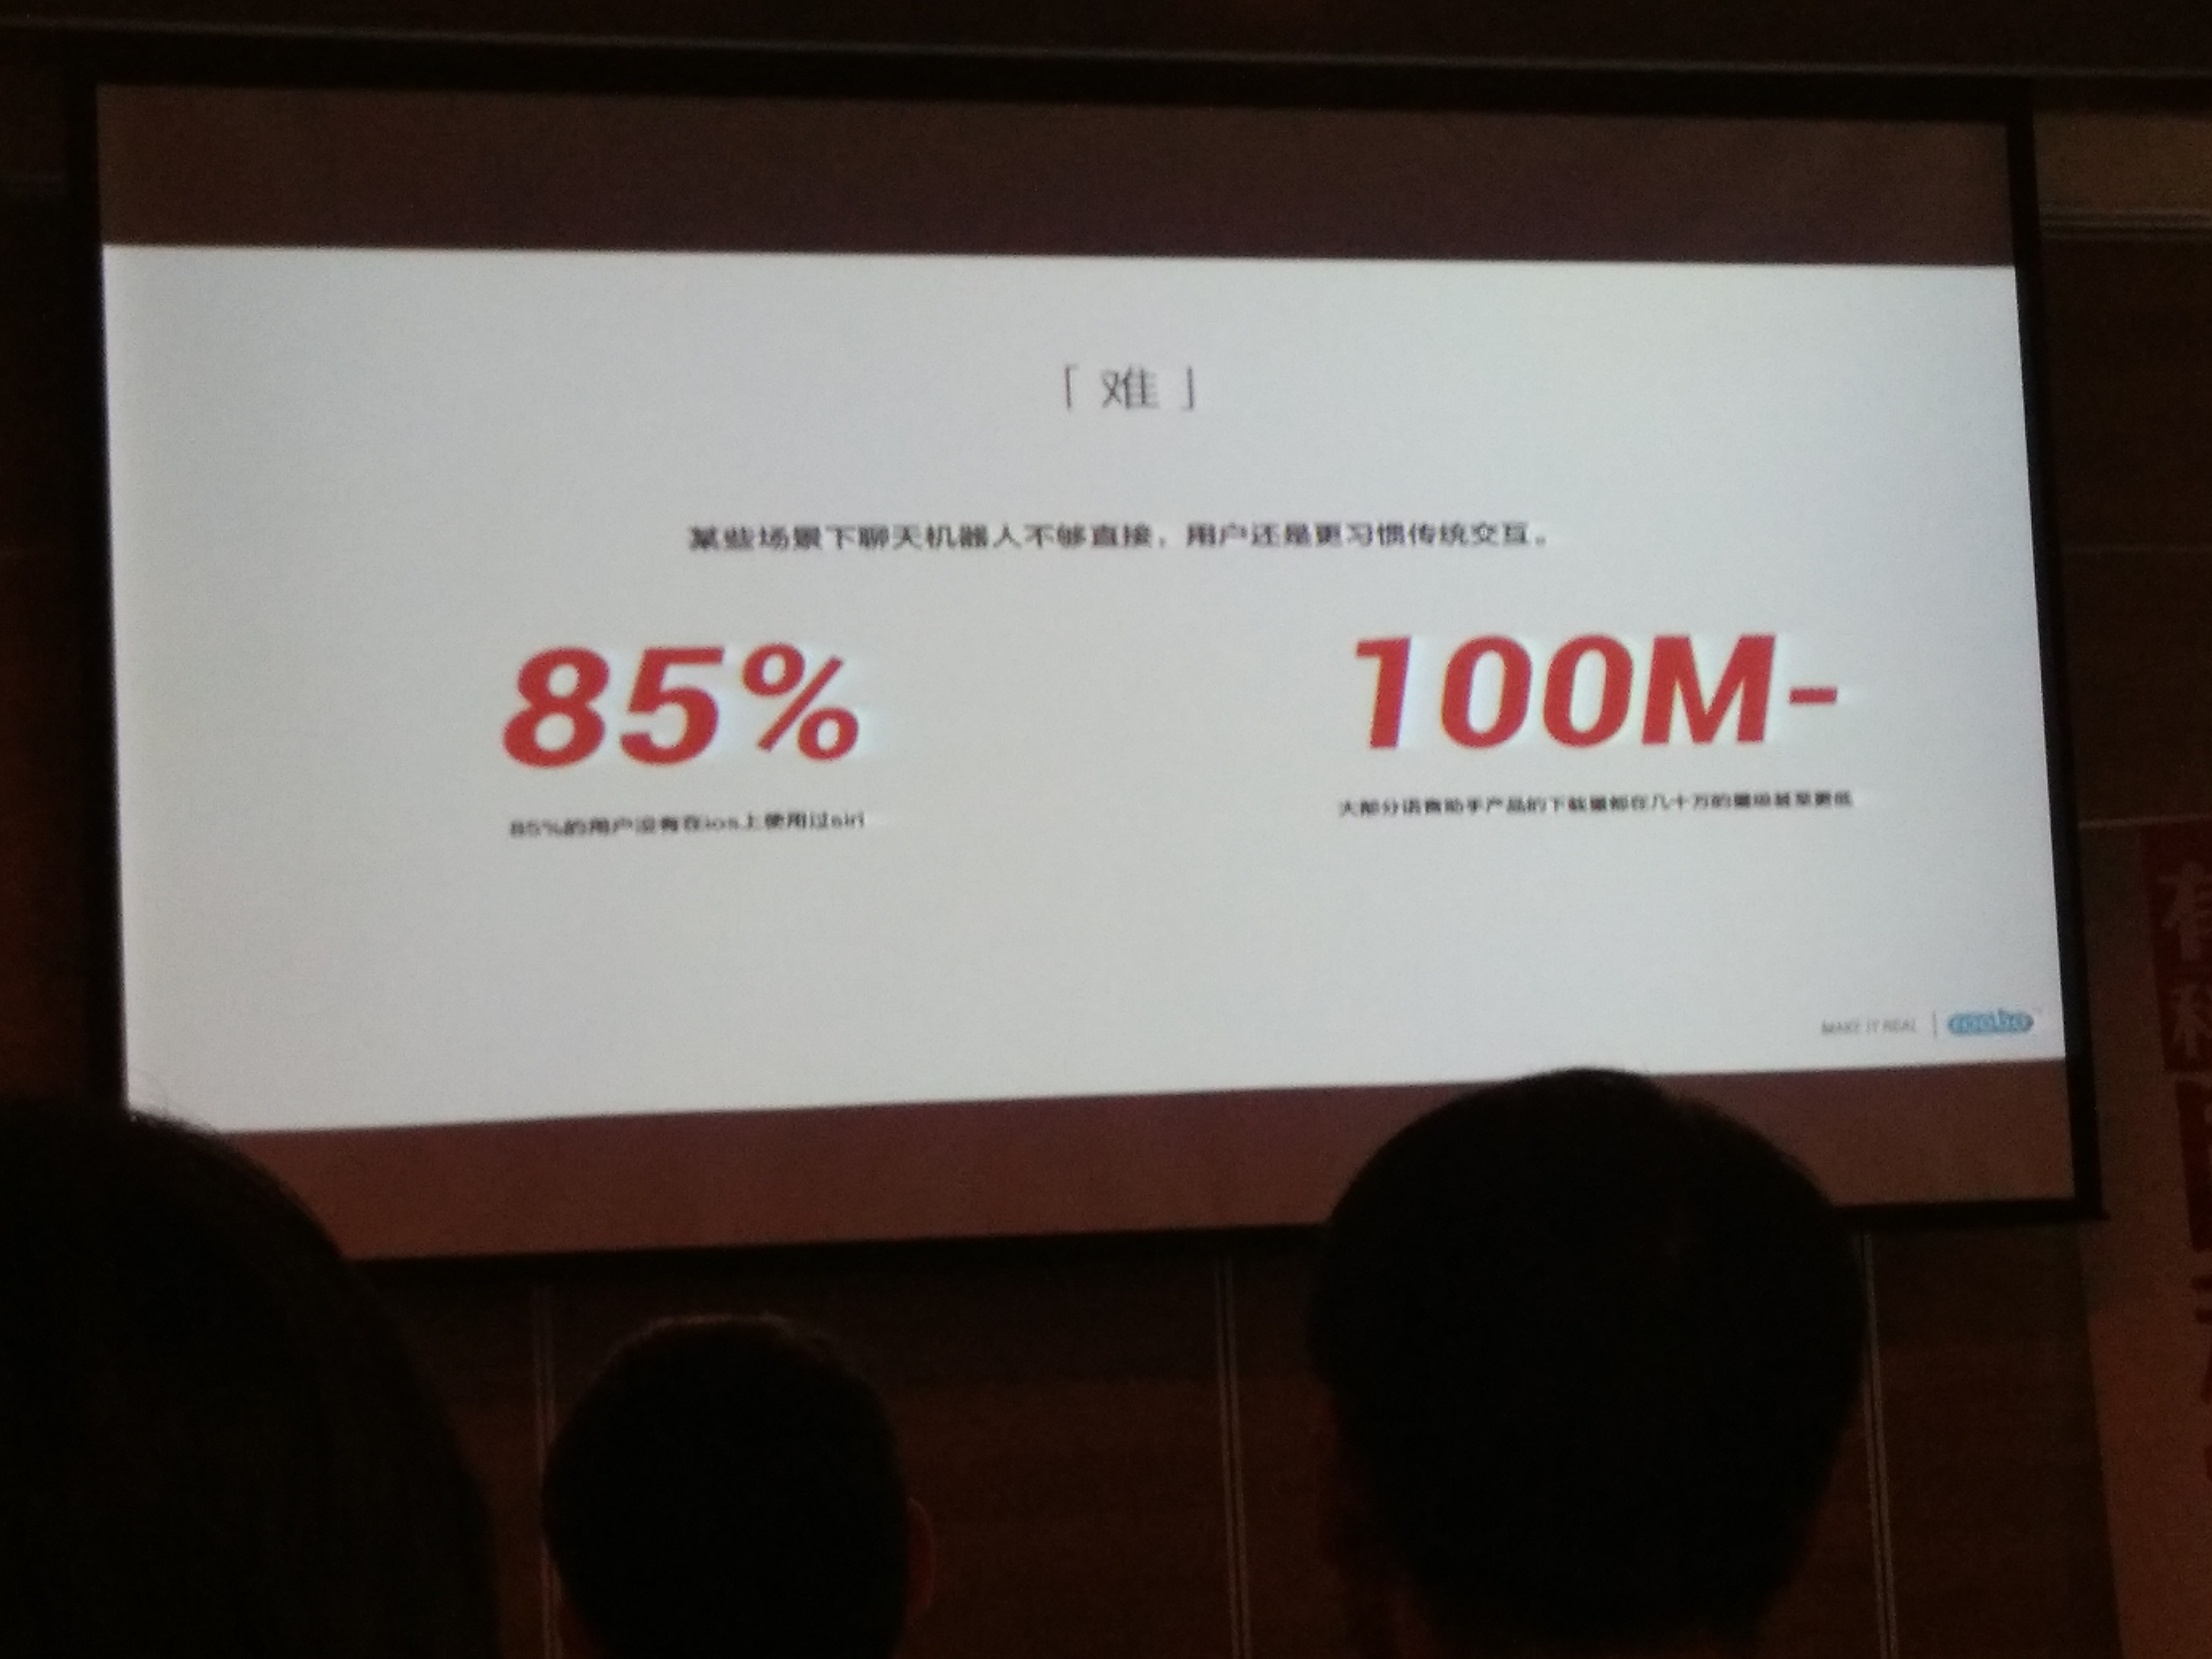 「 难 」
某些场景下聊天机器人不够直接，用户还是更习惯传统交互。
85%
100M-
85%的用户没有在ios上使用过siri
大部分语音助手产品的下载量都在几十万的量级甚至更低
MAKE IT REAL
roobo
有